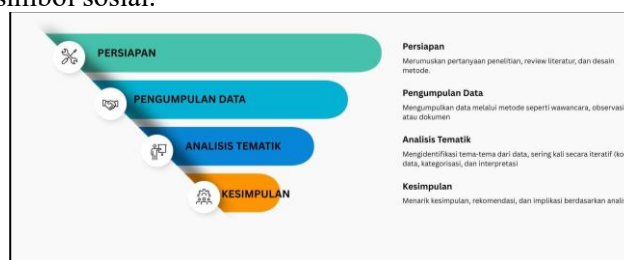 simbol sosial.
PERSIAPAN
PENGUMPULAN DATA
ANALISIS TEMATIK
KESIMPULAN
Persiapan
Merumuskan pertanyaan penelitian, review literatur, dan desain
metode.
Pengumpulan Data
Mengumpulkan data melalui metode seperti wawancara, observasi
atau dokumen
Analisis Tematik
Mengidentifikasi tema-tema dari data, sering kali secara iteratif
data, kategorisasi, dan interpretasi
Kesimpulan
Menarik kesimpulan, rekomendasi, dan implikasi berdasarkan